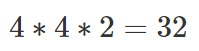 4 ∗ 4 ∗ 2 = 32